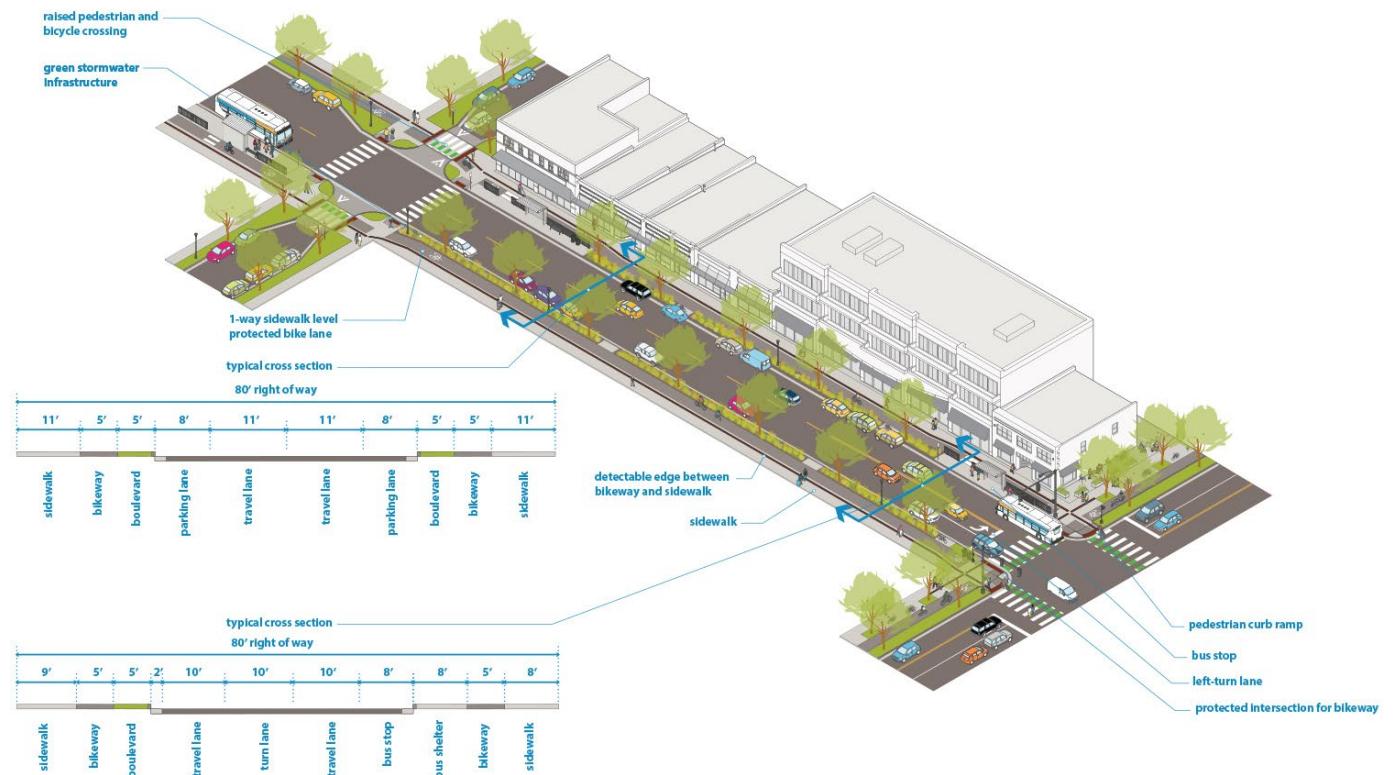 raised pedestrian and
bicycle crossing
green stormwater
infrastructure
1-way sidewalk level
protected bike lane
typical cross section
80' right of way
11' 5' 5' 8' 11' 11' 8' 5' 5' 11'
sidewalk
bikeway
boulevard
parking lane
travel lane
travel lane
parking lane
boulevard
bikeway
sidewalk
detectable edge between
bikeway and sidewalk
sidewalk
typical cross section
80' right of way
9' 5' 5' 2' 10' 10' 10' 8' 8' 5' 8'
sidewalk
bikeway
boulevard
travel lane
turn lane
travel lane
bus stop
bus shelter
bikeway
sidewalk
pedestrian curb ramp
bus stop
left-turn lane
protected intersection for bikeway